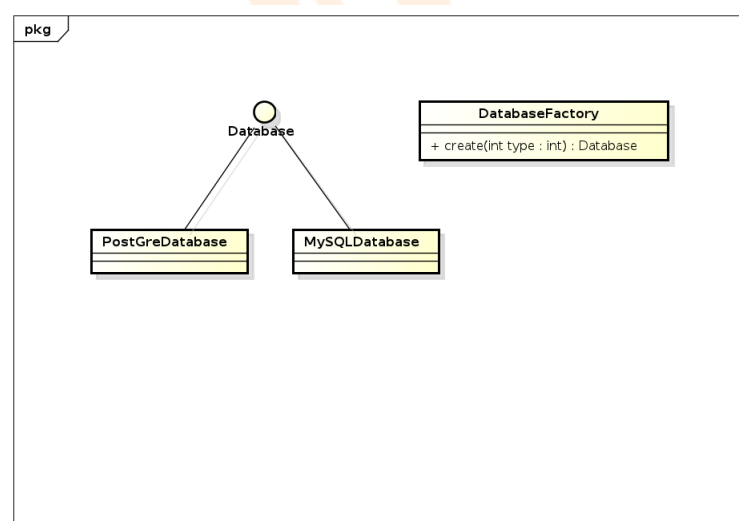 pkg
Database
DatabaseFactory
+ create(int type : int) : Database
PostGreDatabase
MySQLDatabase